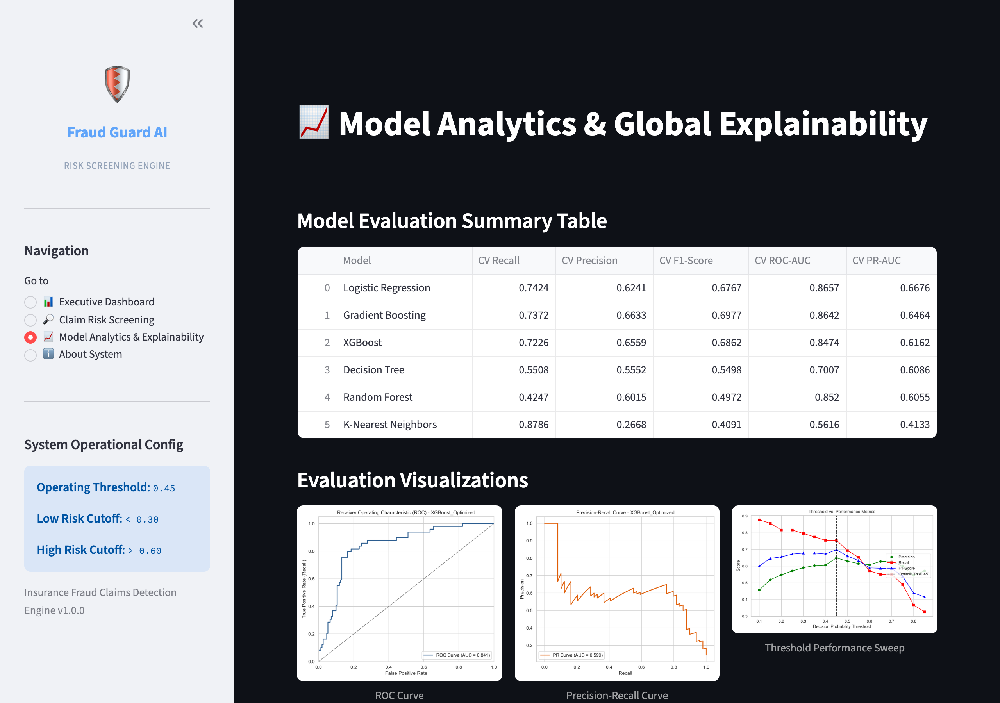 Fraud Guard AI
RISK SCREENING ENGINE
Navigation
Go to
Executive Dashboard
Claim Risk Screening
Model Analytics & Explainability
About System
System Operational Config
Operating Threshold: 0.45
Low Risk Cutoff: < 0.30
High Risk Cutoff: > 0.60
Insurance Fraud Claims Detection
Engine v1.0.0
Model Analytics & Global Explainability
Model Evaluation Summary Table
Model CV Recall CV Precision CV F1-Score CV ROC-AUC CV PR-AUC
0 Logistic Regression 0.7424 0.6241 0.6767 0.8657 0.6676
1 Gradient Boosting 0.7372 0.6633 0.6977 0.8642 0.6464
2 XGBoost 0.7226 0.6559 0.6862 0.8474 0.6162
3 Decision Tree 0.5508 0.5552 0.5498 0.7007 0.6086
4 Random Forest 0.4247 0.6015 0.4972 0.852 0.6055
5 K-Nearest Neighbors 0.8786 0.2668 0.4091 0.5616 0.4133
Evaluation Visualizations
Receiver Operating Characteristic (ROC) - XGBoost_Optimized
True Positive Rate (Recall)
1.0
0.8
0.6
0.4
0.2
0.0
ROC Curve (AUC = 0.841)
0.0 0.2 0.4 0.6 0.8 1.0
False Positive Rate
ROC Curve
Precision-Recall Curve - XGBoost_Optimized
Precision
1.0
0.9
0.8
0.7
0.6
0.5
0.4
0.3
PR Curve (AUC = 0.599)
0.0 0.2 0.4 0.6 0.8 1.0
Recall
Precision-Recall Curve
Threshold vs. Performance Metrics
Score
0.9
0.8
0.7
0.6
0.5
0.4
0.3
Precision
Recall
F1-Score
Optimal Th (0.45)
0.1 0.2 0.3 0.4 0.5 0.6 0.7 0.8
Decision Probability Threshold
Threshold Performance Sweep